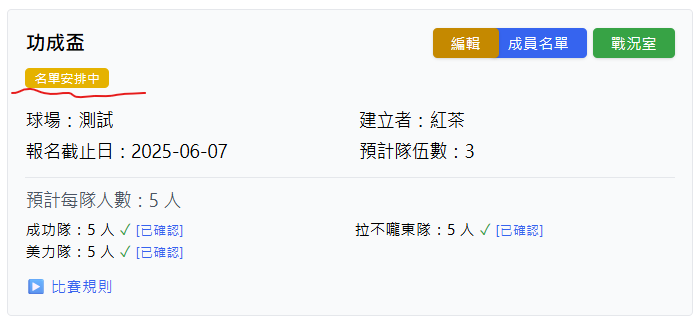 功成盃
編輯 成員名單 戰況室
名單安排中
球場：測試 建立者：紅茶
報名截止日：2025-06-07 預計隊伍數：3
預計每隊人數：5 人
成功隊：5 人 ✓ [已確認] 拉不嚨東隊：5 人 ✓ [已確認]
美力隊：5 人 ✓ [已確認]
▶ 比賽規則